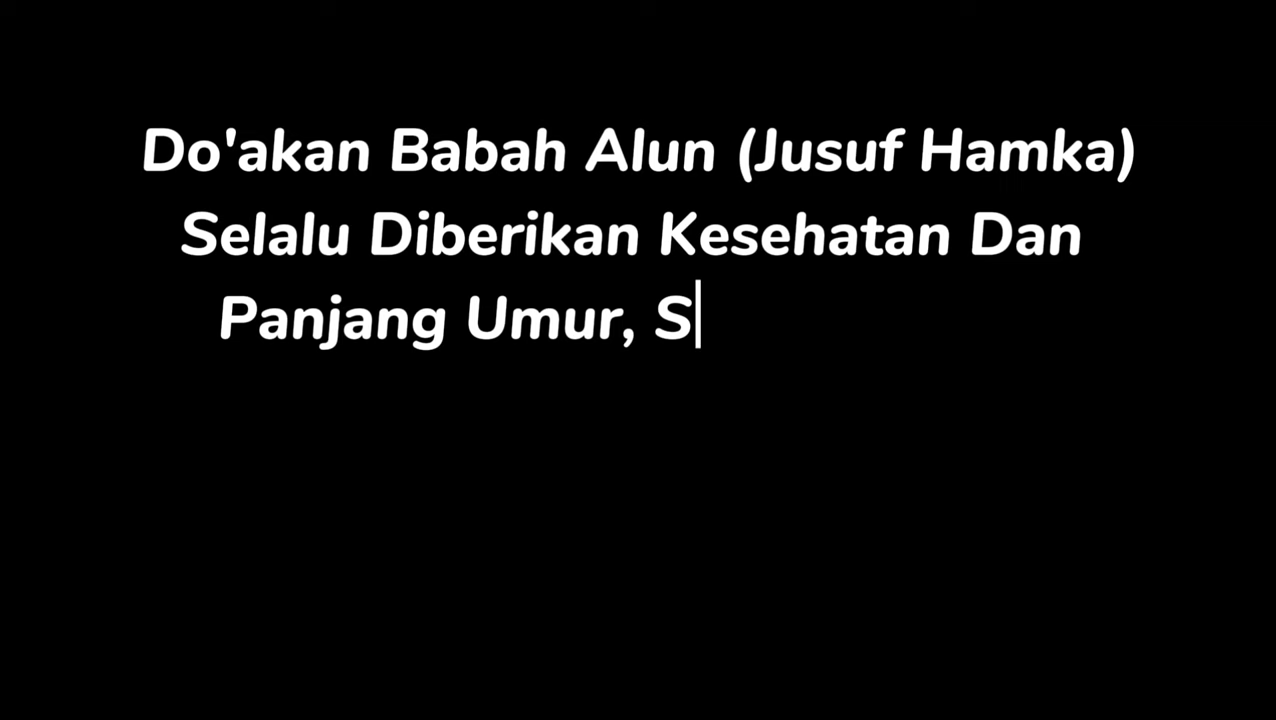 Do'akan Babah Alun (Jusuf Hamka)
Selalu Diberikan Kesehatan Dan
Panjang Umur, S